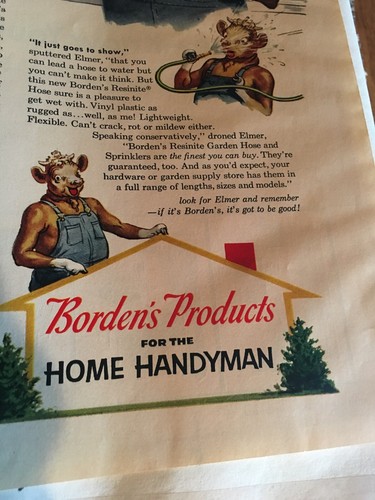 "It just goes to show,"
sputtered Elmer, "that you
can lead a hose to water but
you can't make it think. But
this new Borden's Resinite®
Hose sure is a pleasure to
get wet with. Vinyl plastic as
rugged as...well, as me! Lightweight.
Flexible. Can't crack, rot or mildew either.
Speaking conservatively," droned Elmer,
"Borden's Resinite Garden Hose and
Sprinklers are the finest you can buy. They're
guaranteed, too. And as you'd expect, your
hardware or garden supply store has them in
a full range of lengths, sizes and models."
look for Elmer and remember
—if it's Borden's, it's got to be good!
Borden's Products
FOR THE
HOME HANDYMAN